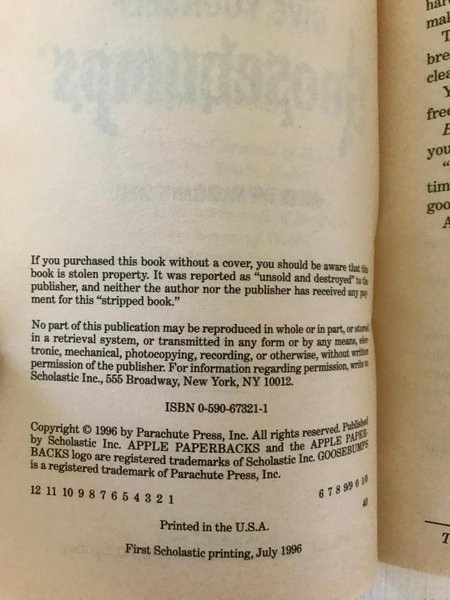 If you purchased this book without a cover, you should be aware that this
book is stolen property. It was reported as “unsold and destroyed” to the
publisher, and neither the author nor the publisher has received any pay-
ment for this “stripped book.”
No part of this publication may be reproduced in whole or in part, or stored
in a retrieval system, or transmitted in any form or by any means, elec-
tronic, mechanical, photocopying, recording, or otherwise, without written
permission of the publisher. For information regarding permission, write to
Scholastic Inc., 555 Broadway, New York, NY 10012.
ISBN 0-590-67321-1
Copyright © 1996 by Parachute Press, Inc. All rights reserved. Published
by Scholastic Inc. APPLE PAPERBACKS and the APPLE PAPER-
BACKS logo are registered trademarks of Scholastic Inc. GOOSEBUMPS
is a registered trademark of Parachute Press, Inc.
12 11 10 9 8 7 6 5 4 3 2 1 6 7 8 9/9 0 10
40
Printed in the U.S.A.
First Scholastic printing, July 1996
bre
clea
free
you
tim
goo